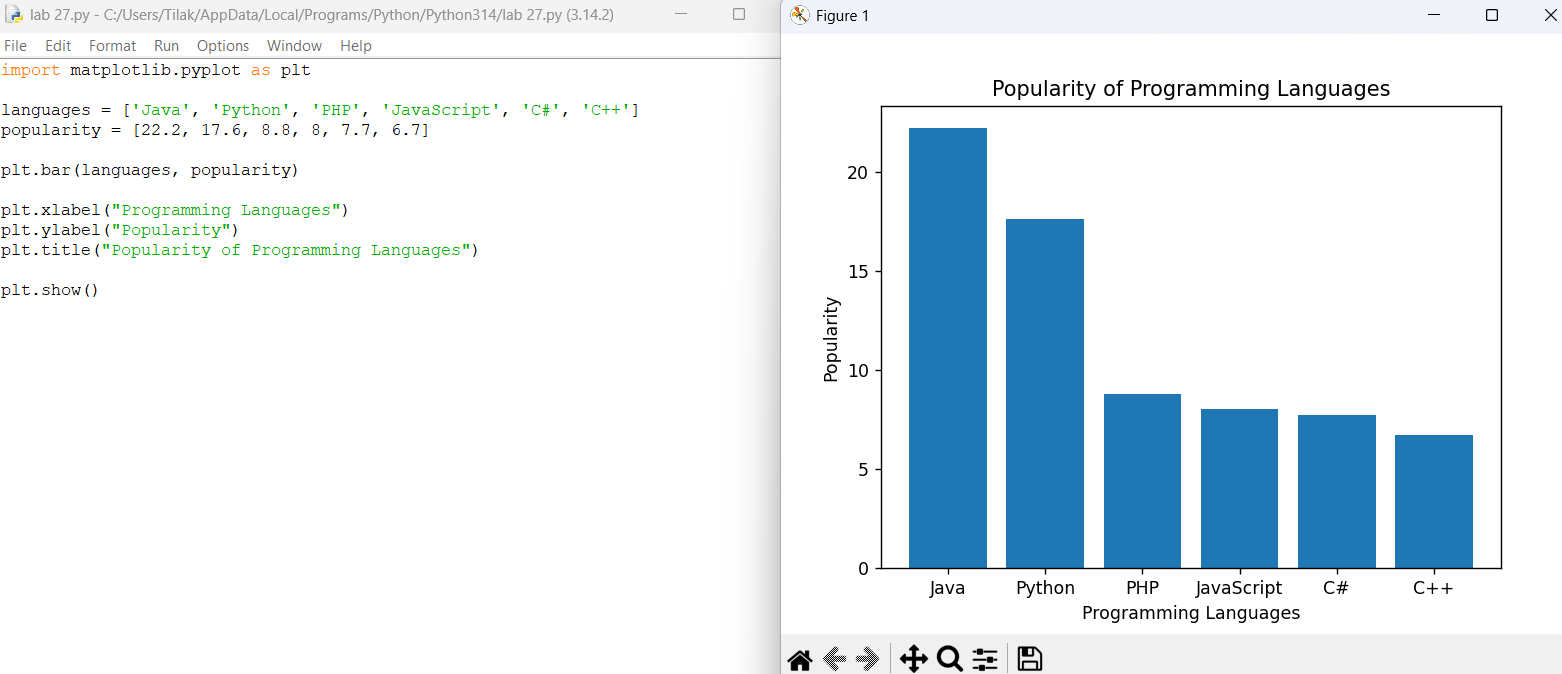 lab 27.py - C:/Users/Tilak/AppData/Local/Programs/Python/Python314/lab 27.py (3.14.2)
File Edit Format Run Options Window Help
import matplotlib.pyplot as plt
languages = ['Java', 'Python', 'PHP', 'JavaScript', 'C#', 'C++']
popularity = [22.2, 17.6, 8.8, 8, 7.7, 6.7]
plt.bar(languages, popularity)
plt.xlabel("Programming Languages")
plt.ylabel("Popularity")
plt.title("Popularity of Programming Languages")
plt.show()
Figure 1
Popularity of Programming Languages
Popularity
20
15
10
5
0
Java Python PHP JavaScript C# C++
Programming Languages